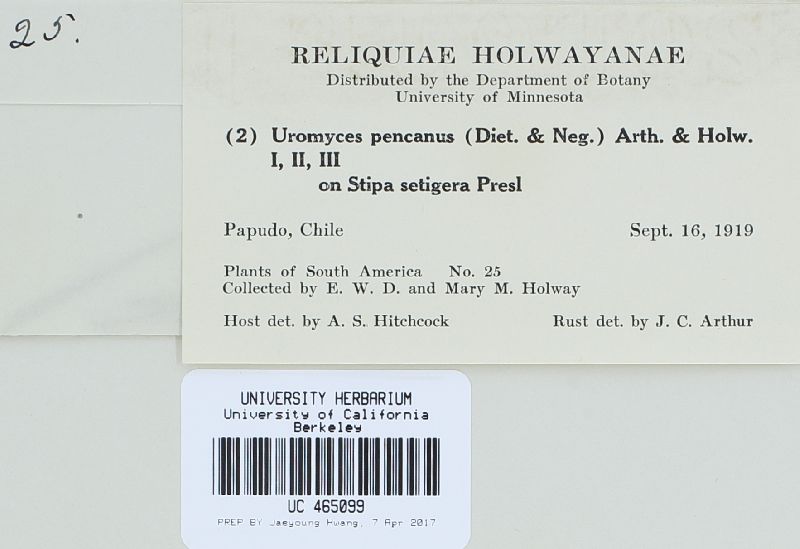 25.
RELIQUIAE HOLWAYANAE
Distributed by the Department of Botany
University of Minnesota
(2) Uromyces pencanus (Diet. & Neg.) Arth. & Holw.
I, II, III
on Stipa setigera Presl
Papudo, Chile Sept. 16, 1919
Plants of South America No. 25
Collected by E. W. D. and Mary M. Holway
Host det. by A. S. Hitchcock Rust det. by J. C. Arthur
UNIVERSITY HERBARIUM
University of California
Berkeley
UC 465099
PREP BY Jaeyoung Hwang, 7 Apr 2017